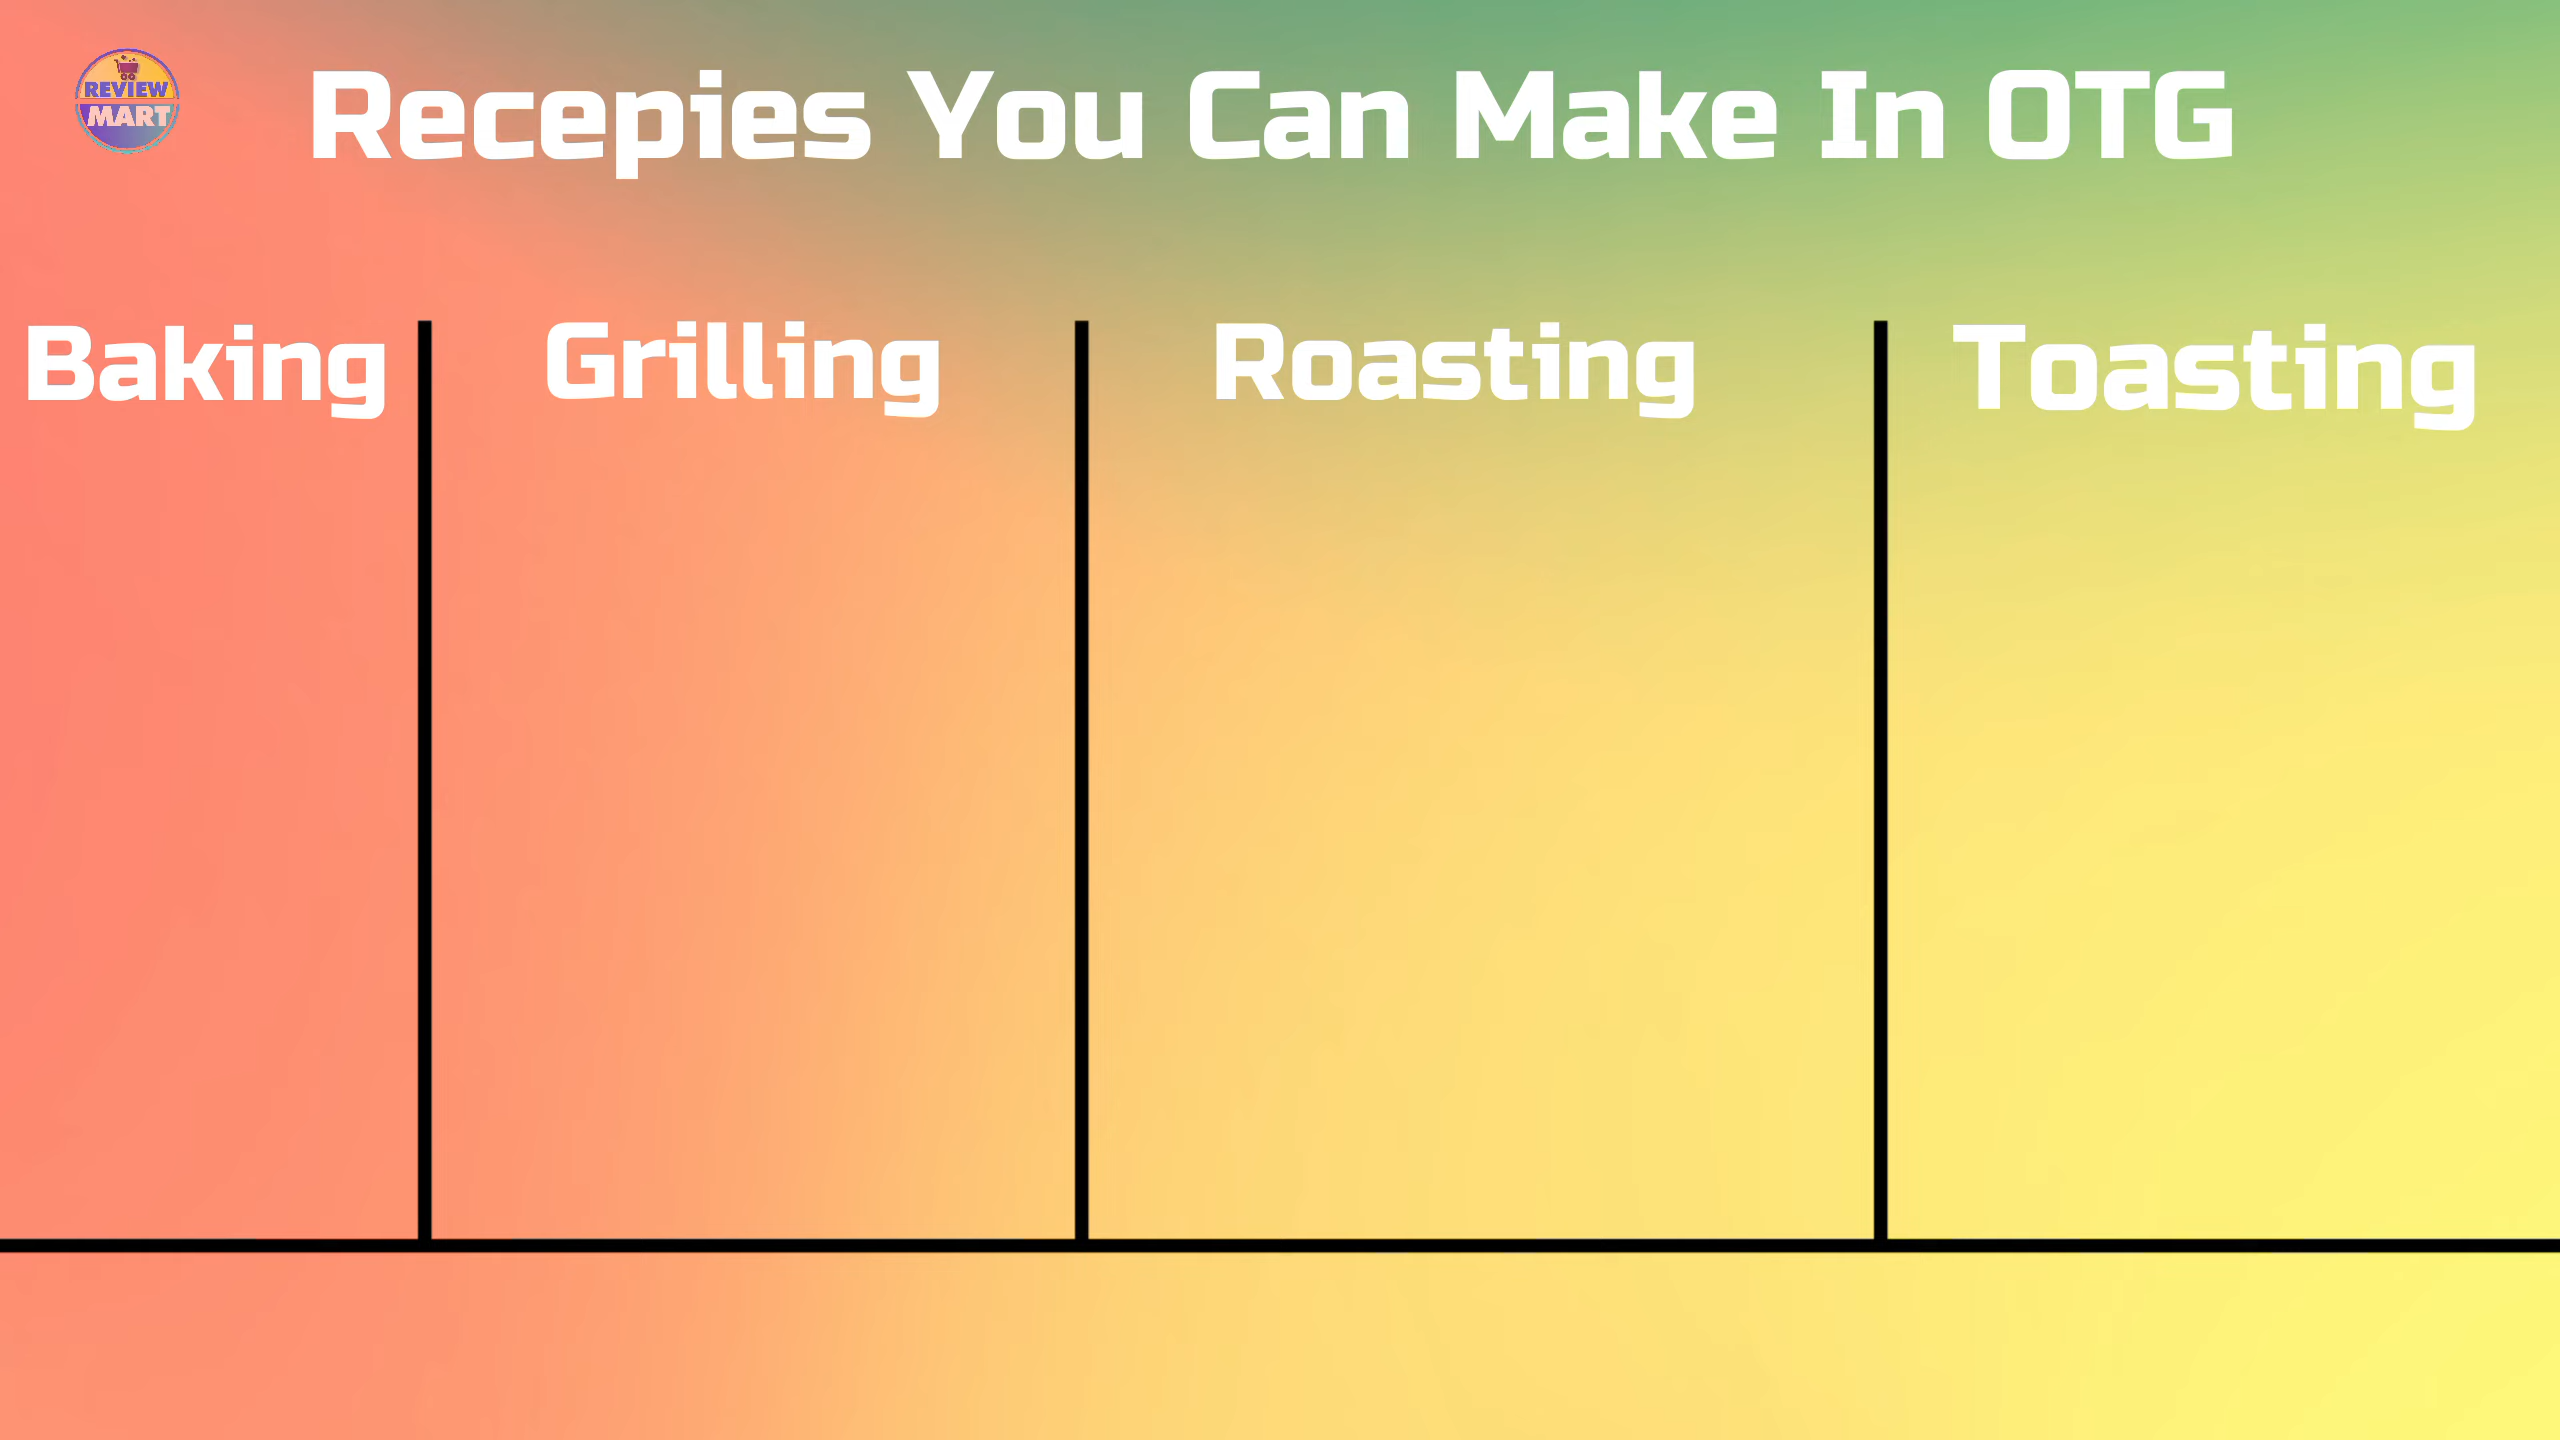 REVIEW
MART
Recepies You Can Make In OTG
Baking
Grilling
Roasting
Toasting